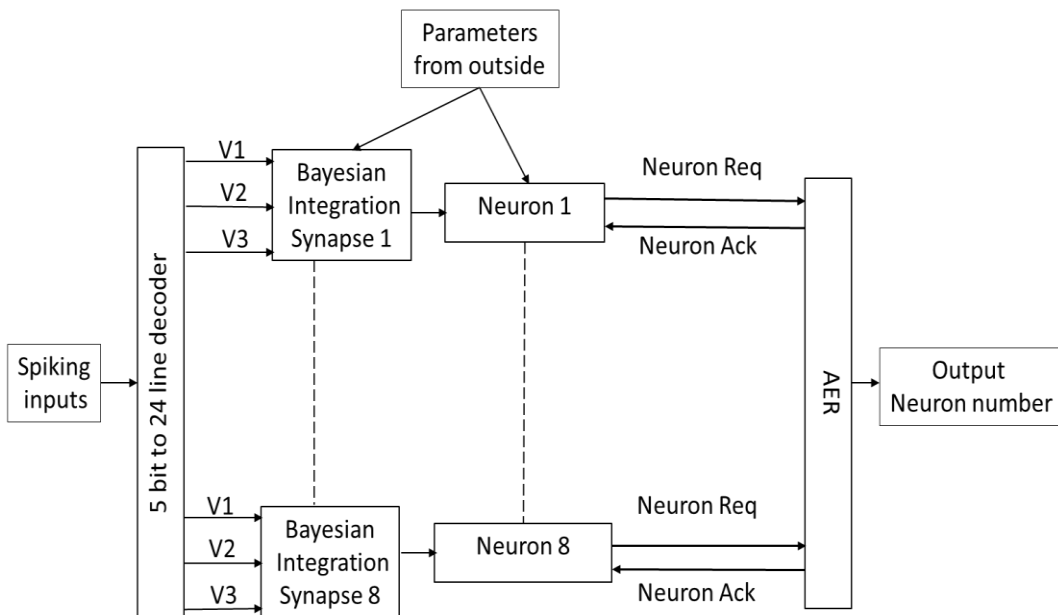 Parameters
from outside
V1
V2
V3
Bayesian
Integration
Synapse 1
Neuron 1
Neuron Req
Neuron Ack
5 bit to 24 line decoder
Spiking
inputs
AER
Output
Neuron number
V1
V2
V3
Bayesian
Integration
Synapse 8
Neuron 8
Neuron Req
Neuron Ack